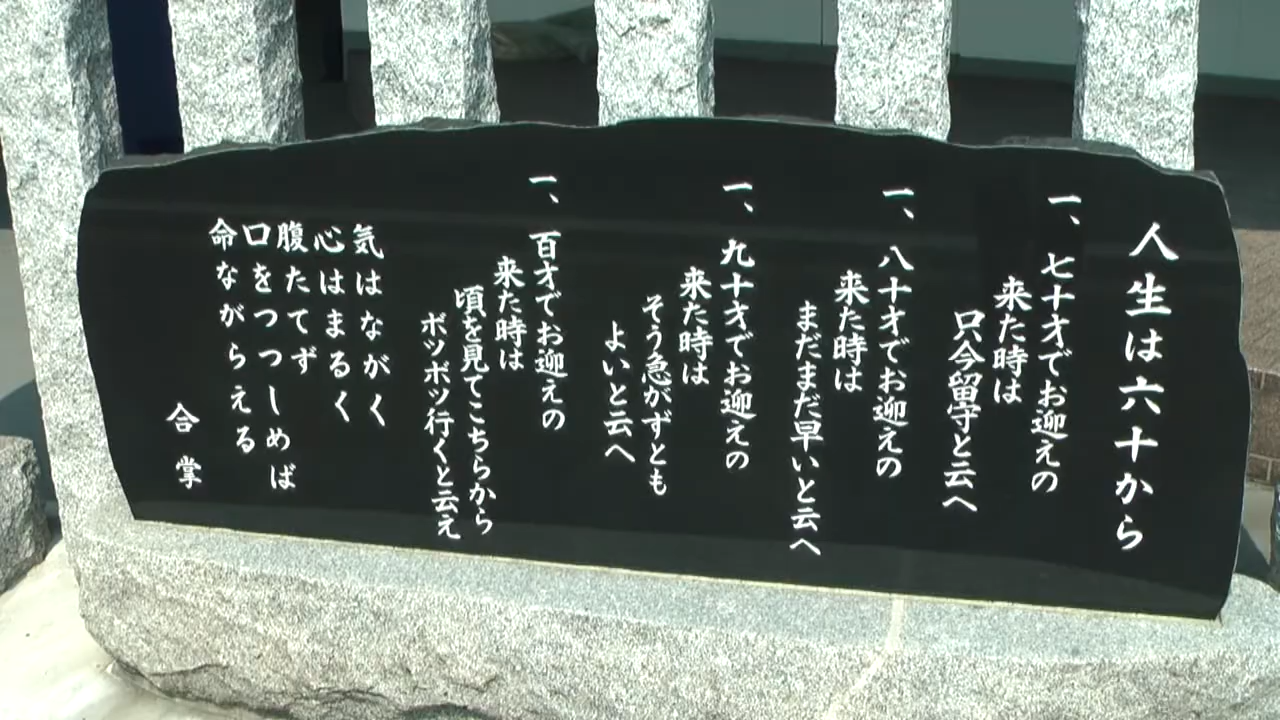 人生は六十から
一、七十才でお迎えの
来た時は
只今留守と云へ
一、八十才でお迎えの
来た時は
まだまだ早いと云へ
一、九十才でお迎えの
来た時は
そう急がずとも
よいと云へ
一、百才でお迎えの
来た時は
頃を見てこちらから
ボツボツ行くと云え
気はながく
心はまるく
腹たてず
口をつつしめば
命ながらえる
合掌